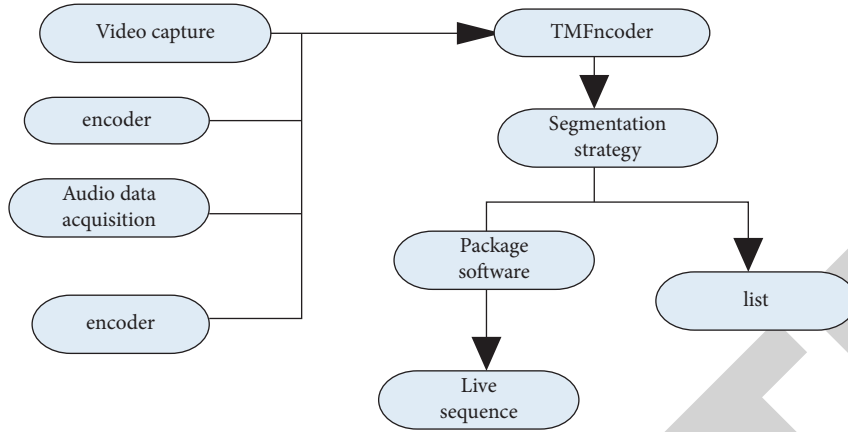 Video capture
TMFncoder
encoder
Segmentation
strategy
Audio data
acquisition
Package
software
list
encoder
Live
sequence